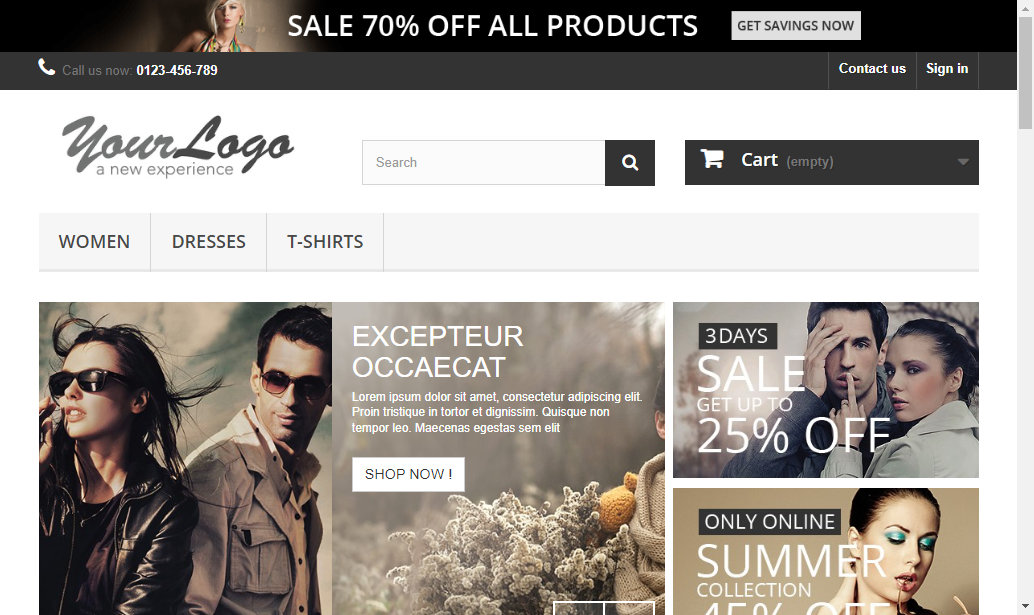 SALE 70% OFF ALL PRODUCTS
GET SAVINGS NOW
Call us now: 0123-456-789
Contact us
Sign in
YourLogo
a new experience
Search
Cart (empty)
WOMEN
DRESSES
T-SHIRTS
EXCEPTEUR
OCCAECAT
Lorem ipsum dolor sit amet, consectetur adipiscing elit.
Proin tristique in tortor et dignissim. Quisque non
tempor leo. Maecenas egestas sem elit
SHOP NOW !
3 DAYS
SALE
GET UP TO
25% OFF
ONLY ONLINE
SUMMER
COLLECTION
45% OFF